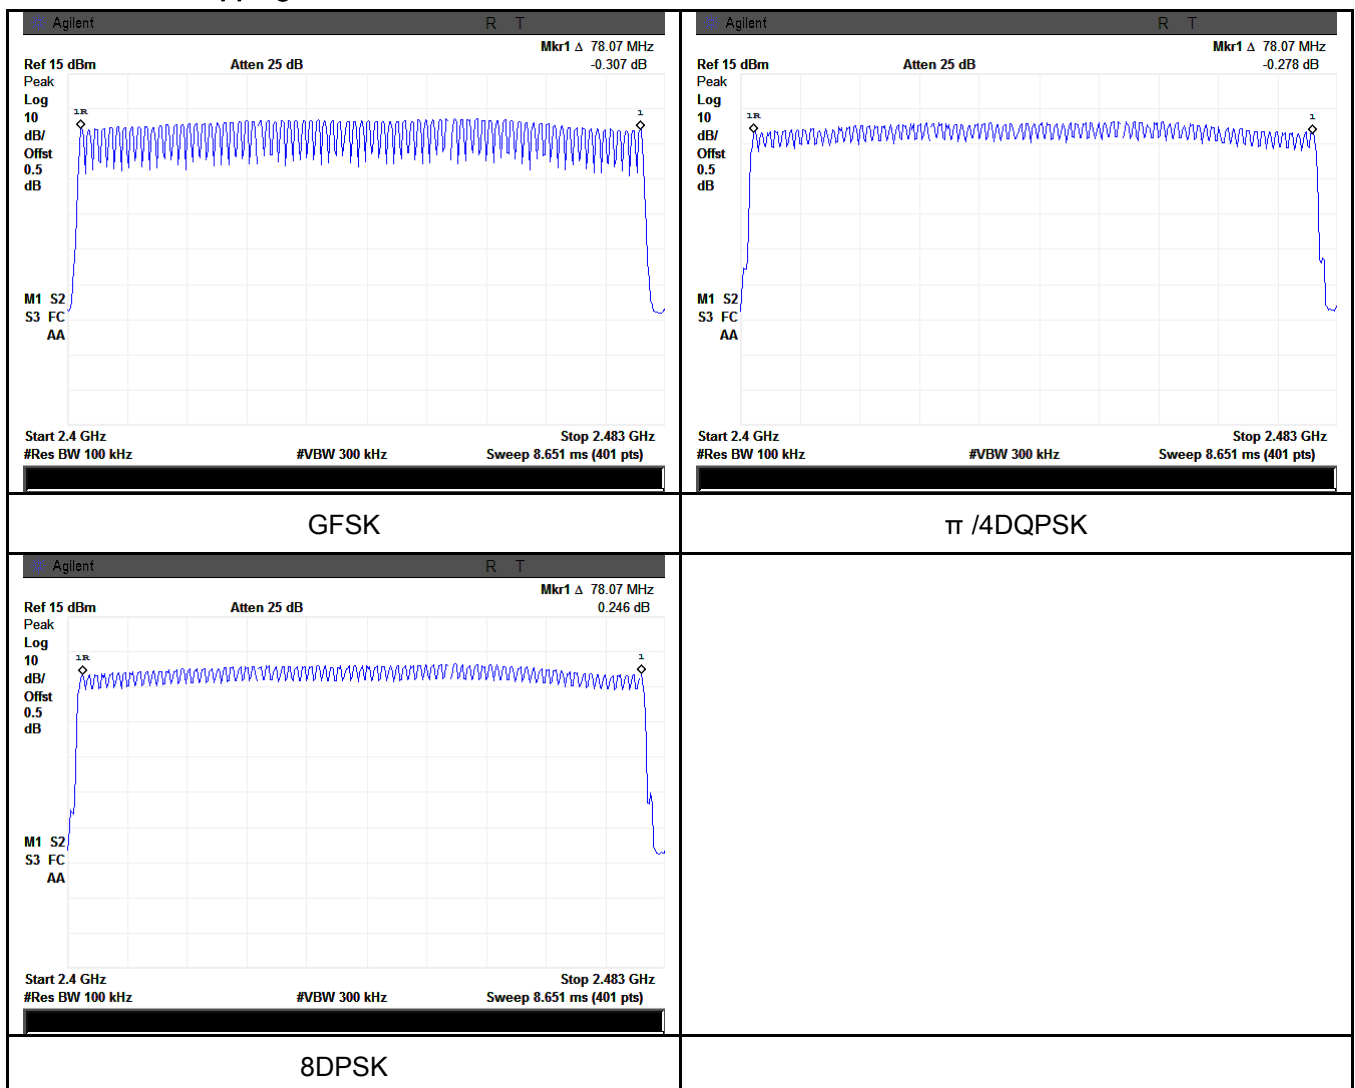 Agilent R T
Mkr1 Δ 78.07 MHz
Ref 15 dBm Atten 25 dB -0.307 dB
Peak
Log
10
dB/
Offst
0.5
dB
1R 1
M1 S2
S3 FC
AA
Start 2.4 GHz Stop 2.483 GHz
#Res BW 100 kHz #VBW 300 kHz Sweep 8.651 ms (401 pts)
GFSK
Agilent R T
Mkr1 Δ 78.07 MHz
Ref 15 dBm Atten 25 dB -0.278 dB
Peak
Log
10
dB/
Offst
0.5
dB
1R 1
M1 S2
S3 FC
AA
Start 2.4 GHz Stop 2.483 GHz
#Res BW 100 kHz #VBW 300 kHz Sweep 8.651 ms (401 pts)
π /4DQPSK
Agilent R T
Mkr1 Δ 78.07 MHz
Ref 15 dBm Atten 25 dB 0.246 dB
Peak
Log
10
dB/
Offst
0.5
dB
1R 1
M1 S2
S3 FC
AA
Start 2.4 GHz Stop 2.483 GHz
#Res BW 100 kHz #VBW 300 kHz Sweep 8.651 ms (401 pts)
8DPSK